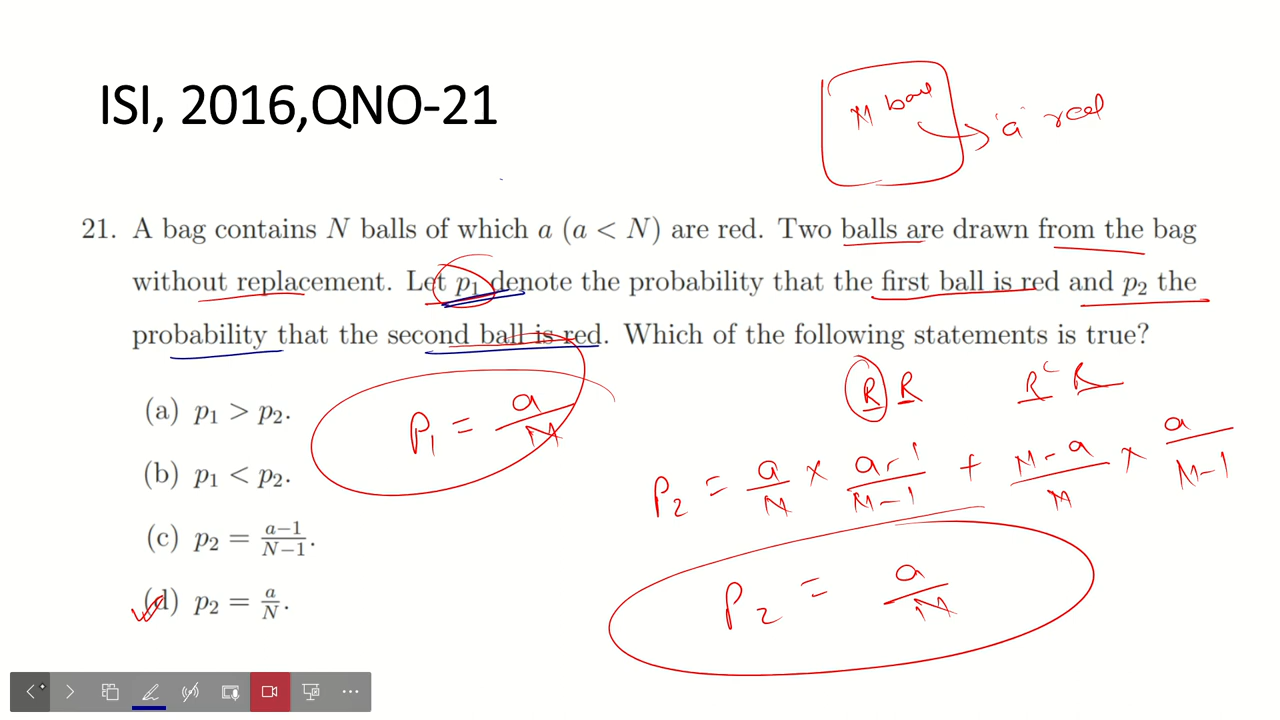 ISI, 2016,QNO-21
N ball
'a' red
21. A bag contains N balls of which a (a < N) are red. Two balls are drawn from the bag
without replacement. Let p₁ denote the probability that the first ball is red and p₂ the
probability that the second ball is red. Which of the following statements is true?
R R Rᶜ R
(a) p₁ > p₂.
P₁ = a/N
(b) p₁ < p₂.
P₂ = a/N × a-1/N-1 + N-a/N × a/N-1
(c) p₂ = a−1/N−1.
(d) p₂ = a/N.
P₂ = a/N